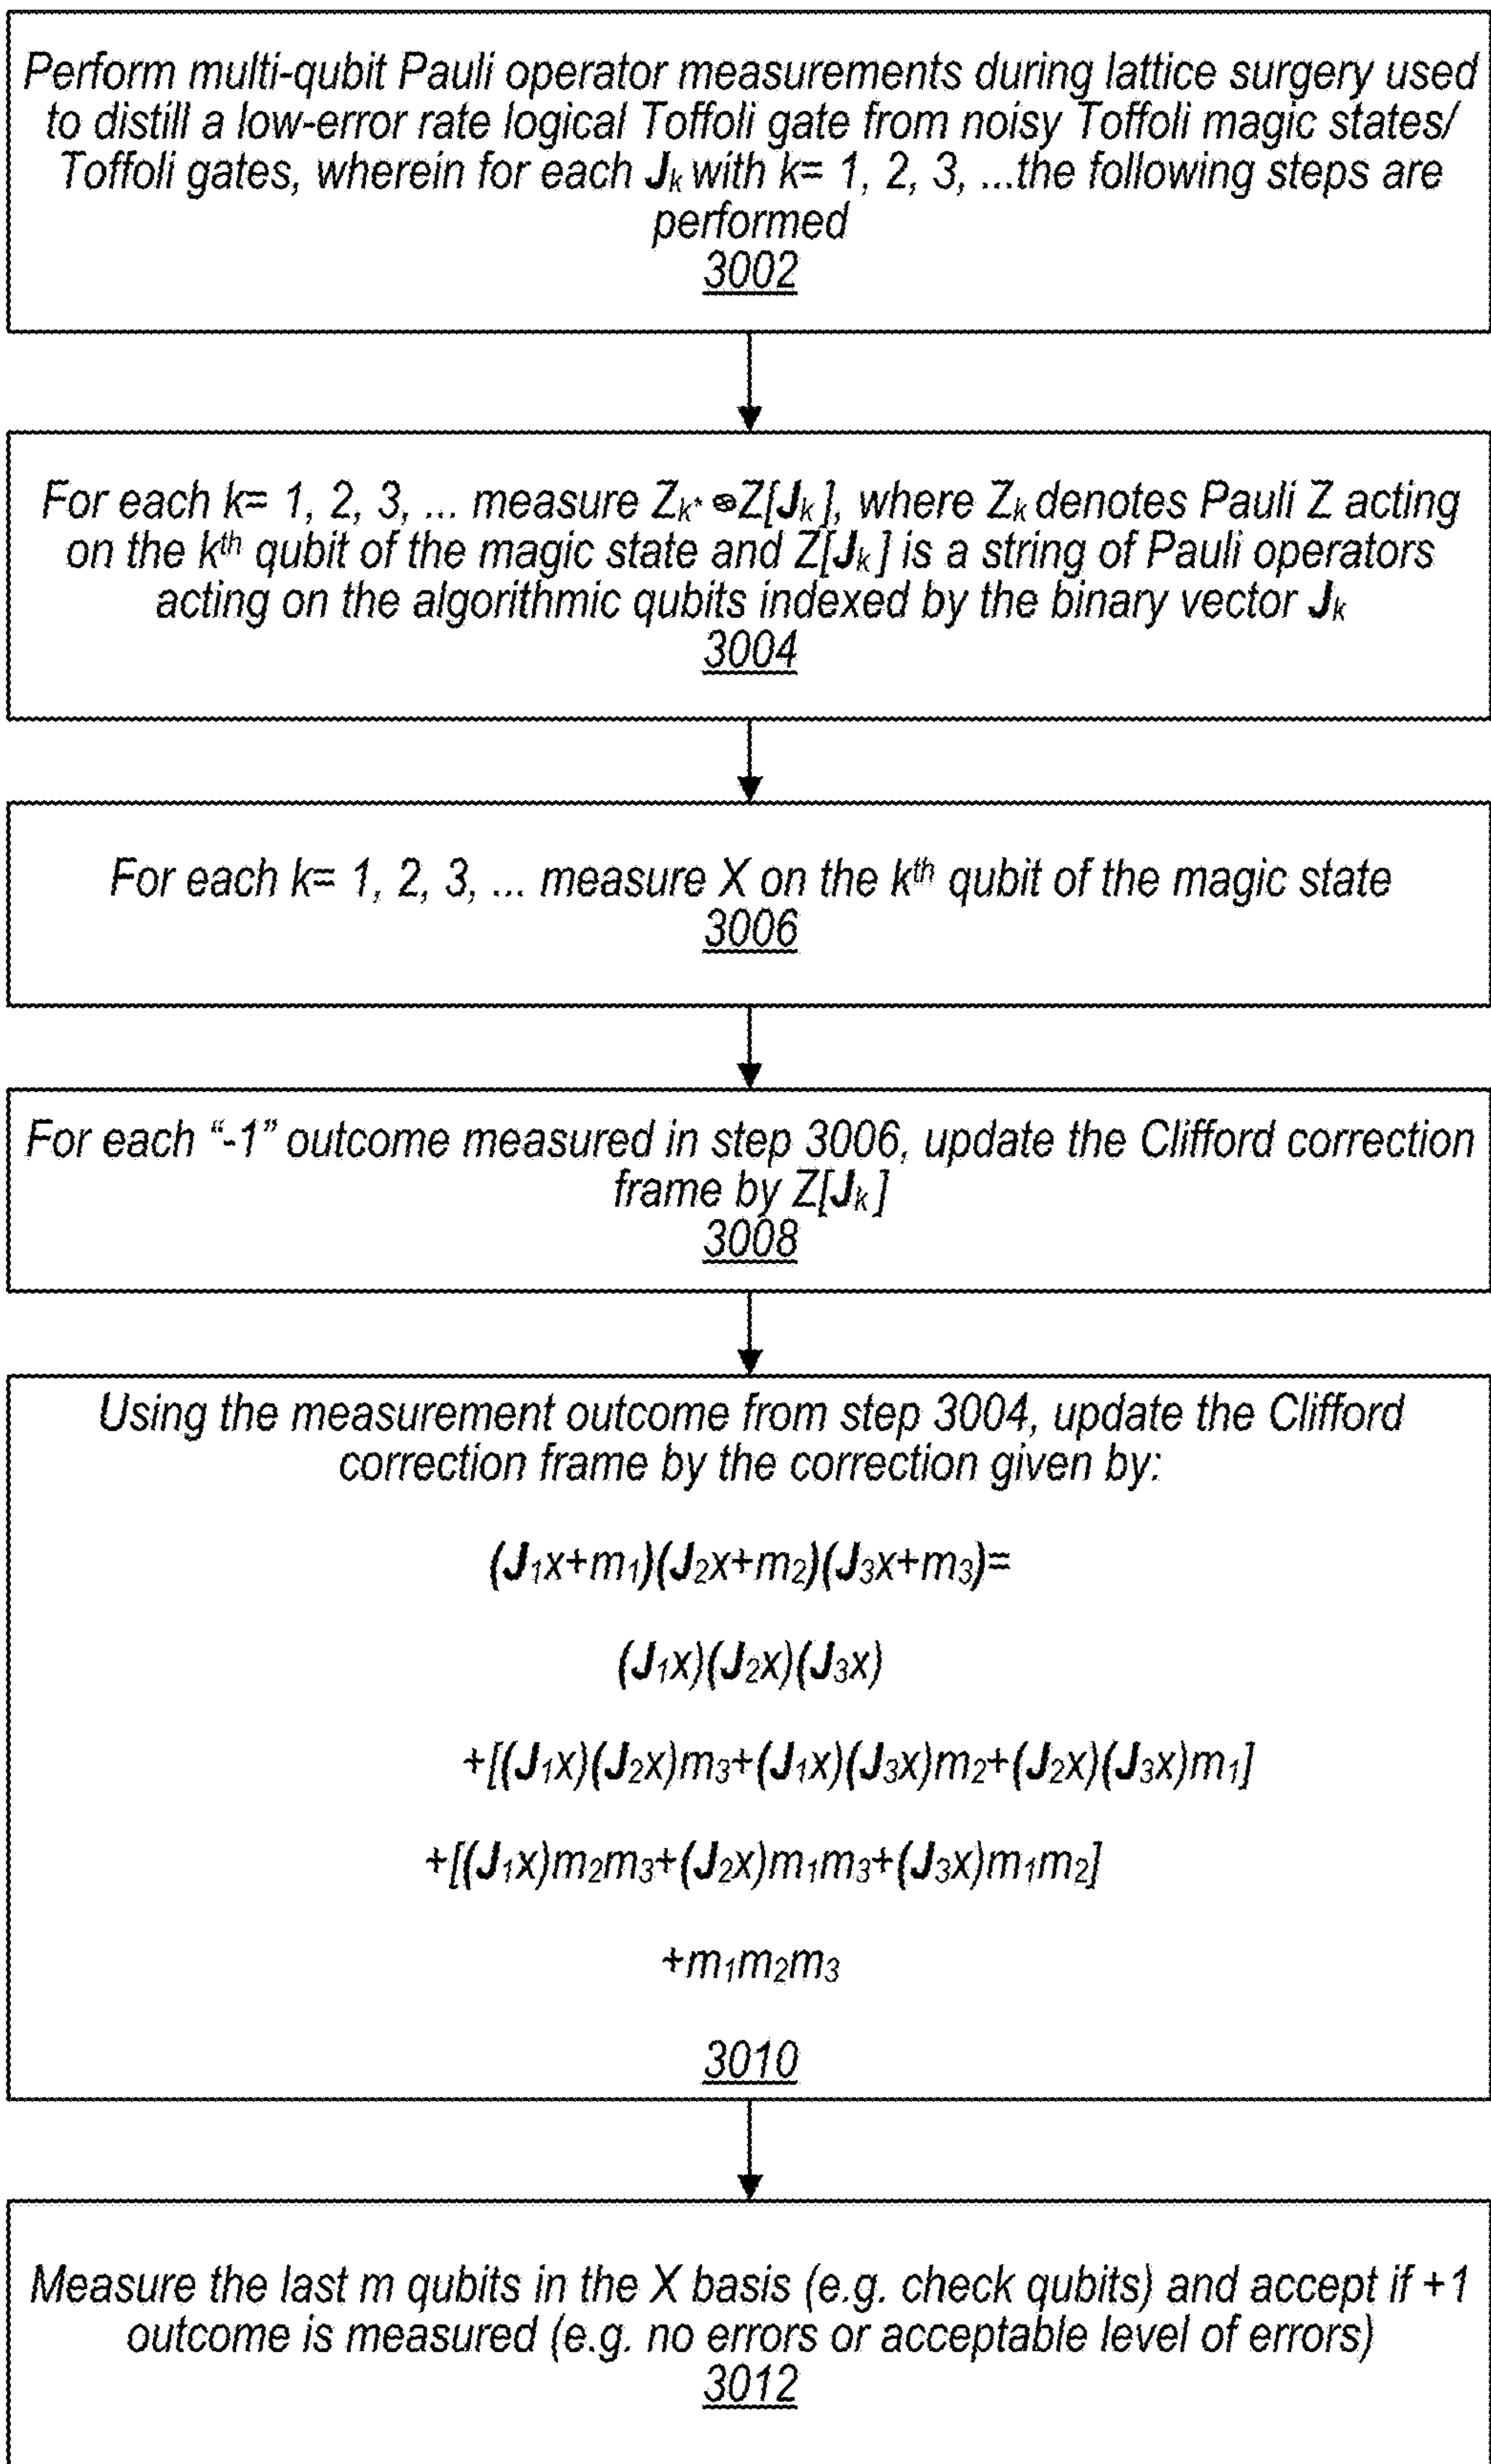 Perform multi-qubit Pauli operator measurements during lattice surgery used
to distill a low-error rate logical Toffoli gate from noisy Toffoli magic states/
Toffoli gates, wherein for each Jₖ with k= 1, 2, 3, ...the following steps are
performed
3002
For each k= 1, 2, 3, ... measure Zₖ* ⊗Z[Jₖ], where Zₖ denotes Pauli Z acting
on the kᵗʰ qubit of the magic state and Z[Jₖ] is a string of Pauli operators
acting on the algorithmic qubits indexed by the binary vector Jₖ
3004
For each k= 1, 2, 3, ... measure X on the kᵗʰ qubit of the magic state
3006
For each “-1” outcome measured in step 3006, update the Clifford correction
frame by Z[Jₖ]
3008
Using the measurement outcome from step 3004, update the Clifford
correction frame by the correction given by:
(J₁x+m₁)(J₂x+m₂)(J₃x+m₃)=
(J₁x)(J₂x)(J₃x)
+[(J₁x)(J₂x)m₃+(J₁x)(J₃x)m₂+(J₂x)(J₃x)m₁]
+[(J₁x)m₂m₃+(J₂x)m₁m₃+(J₃x)m₁m₂]
+m₁m₂m₃
3010
Measure the last m qubits in the X basis (e.g. check qubits) and accept if +1
outcome is measured (e.g. no errors or acceptable level of errors)
3012